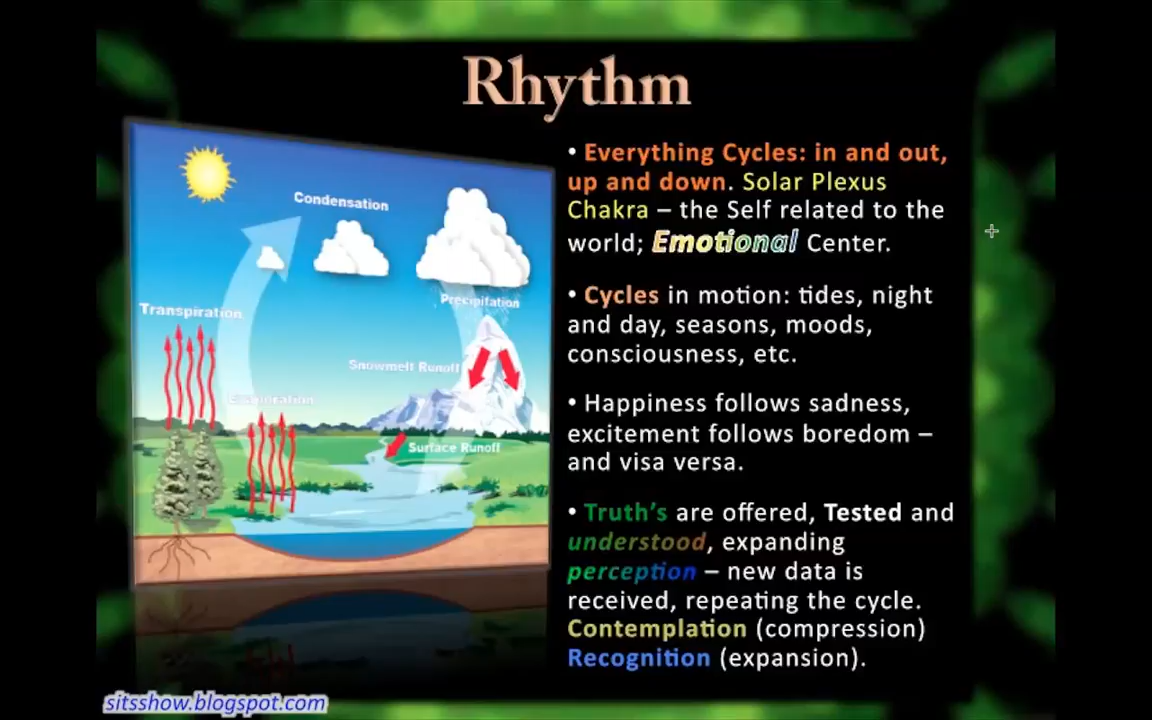 Rhythm
• Everything Cycles: in and out,
up and down. Solar Plexus
Chakra – the Self related to the
world; Emotional Center.
• Cycles in motion: tides, night
and day, seasons, moods,
consciousness, etc.
• Happiness follows sadness,
excitement follows boredom –
and visa versa.
• Truth's are offered, Tested and
understood, expanding
perception – new data is
received, repeating the cycle.
Contemplation (compression)
Recognition (expansion).
Condensation
Precipitation
Transpiration
Snowmelt Runoff
Evaporation
Surface Runoff
sitsshow.blogspot.com